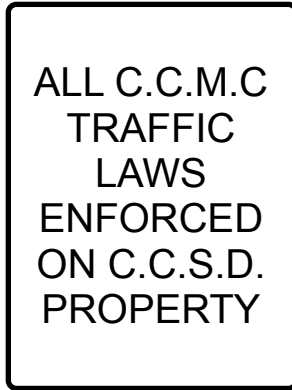 ALL C.C.M.C
TRAFFIC
LAWS
ENFORCED
ON C.C.S.D.
PROPERTY